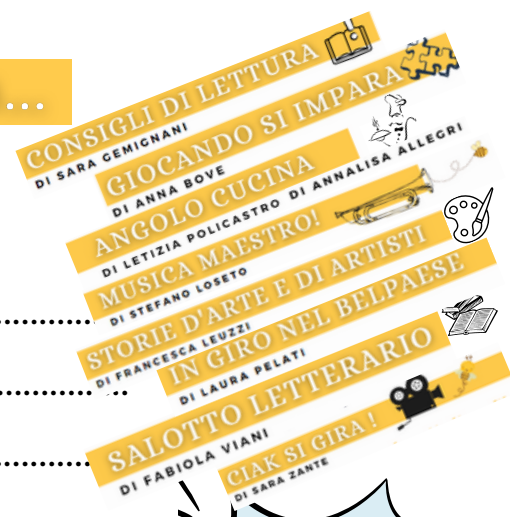 ...
CONSIGLI DI LETTURA
DI SARA GEMIGNANI
GIOCANDO SI IMPARA
DI ANNA BOVE
ANGOLO CUCINA
DI LETIZIA POLICASTRO DI ANNALISA ALLEGRI
MUSICA MAESTRO!
DI STEFANO LOSETO
STORIE D'ARTE E DI ARTISTI
DI FRANCESCA LEUZZI
IN GIRO NEL BELPAESE
DI LAURA PELATI
SALOTTO LETTERARIO
DI FABIOLA VIANI
CIAK SI GIRA !
DI SARA ZANTE